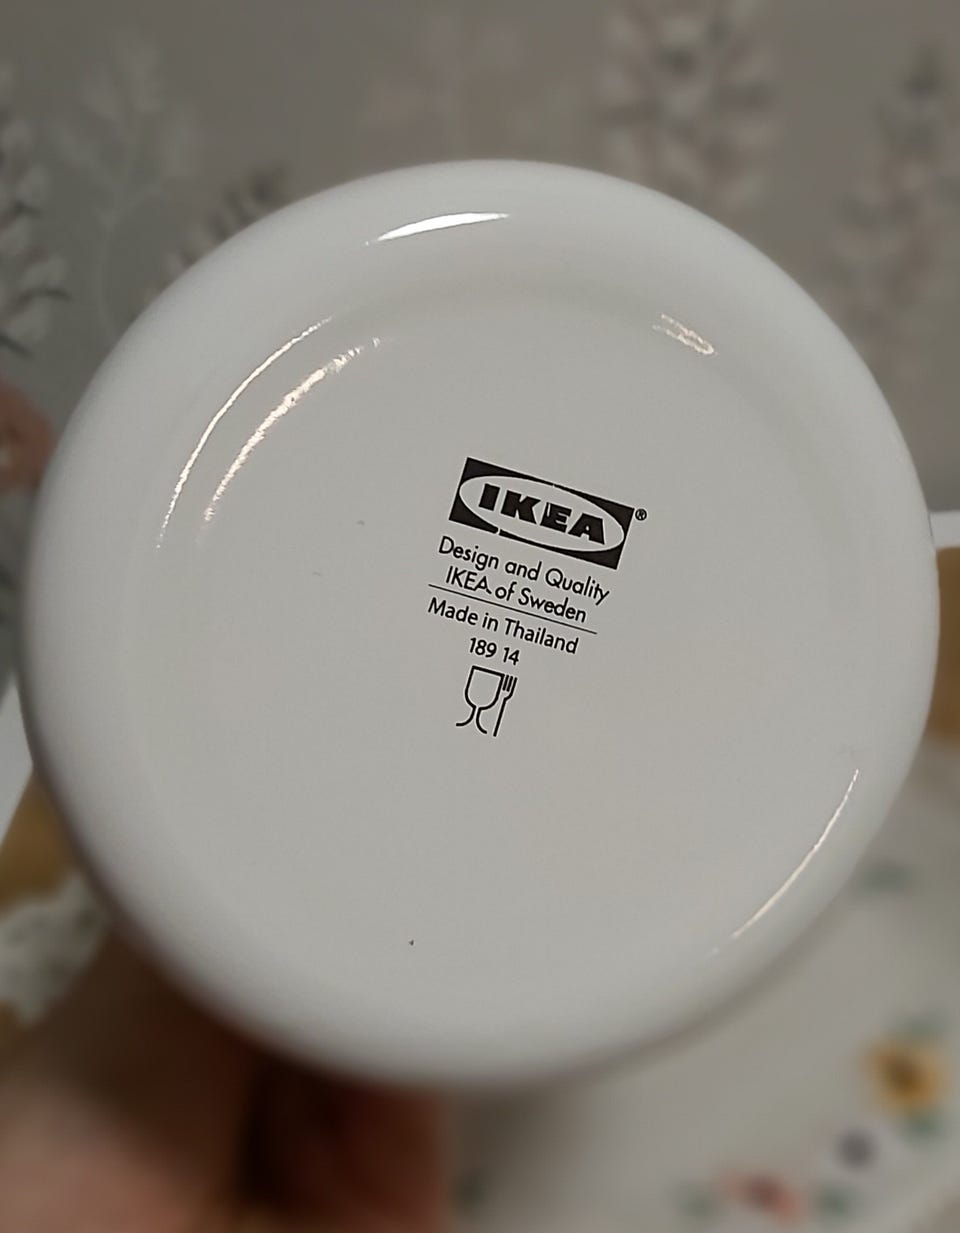 IKEA®
Design and Quality
IKEA of Sweden
Made in Thailand
189 14